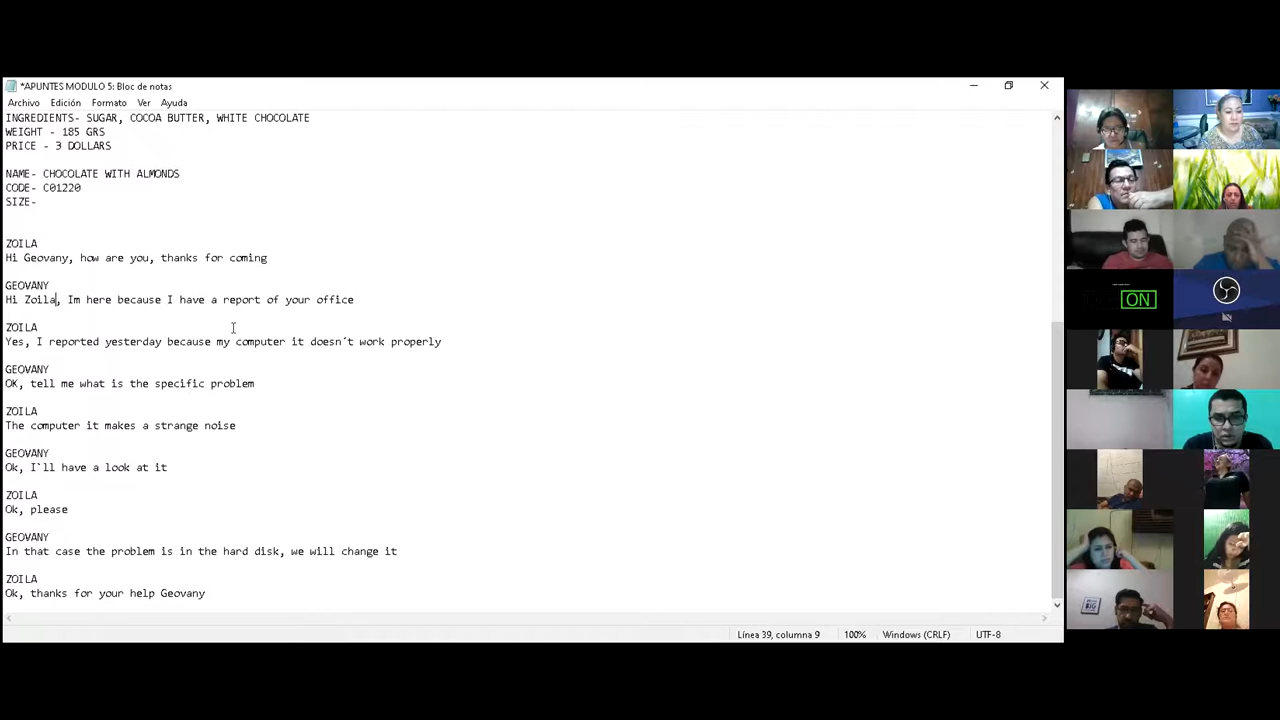 *APUNTES MODULO 5: Bloc de notas
Archivo Edición Formato Ver Ayuda
INGREDIENTS- SUGAR, COCOA BUTTER, WHITE CHOCOLATE
WEIGHT - 185 GRS
PRICE - 3 DOLLARS
NAME- CHOCOLATE WITH ALMONDS
CODE- C01220
SIZE-
ZOILA
Hi Geovany, how are you, thanks for coming
GEOVANY
Hi Zoila, Im here because I have a report of your office
ZOILA
Yes, I reported yesterday because my computer it doesn´t work properly
GEOVANY
OK, tell me what is the specific problem
ZOILA
The computer it makes a strange noise
GEOVANY
Ok, I`ll have a look at it
ZOILA
Ok, please
GEOVANY
In that case the problem is in the hard disk, we will change it
ZOILA
Ok, thanks for your help Geovany
Línea 39, columna 9 100% Windows (CRLF) UTF-8
ON